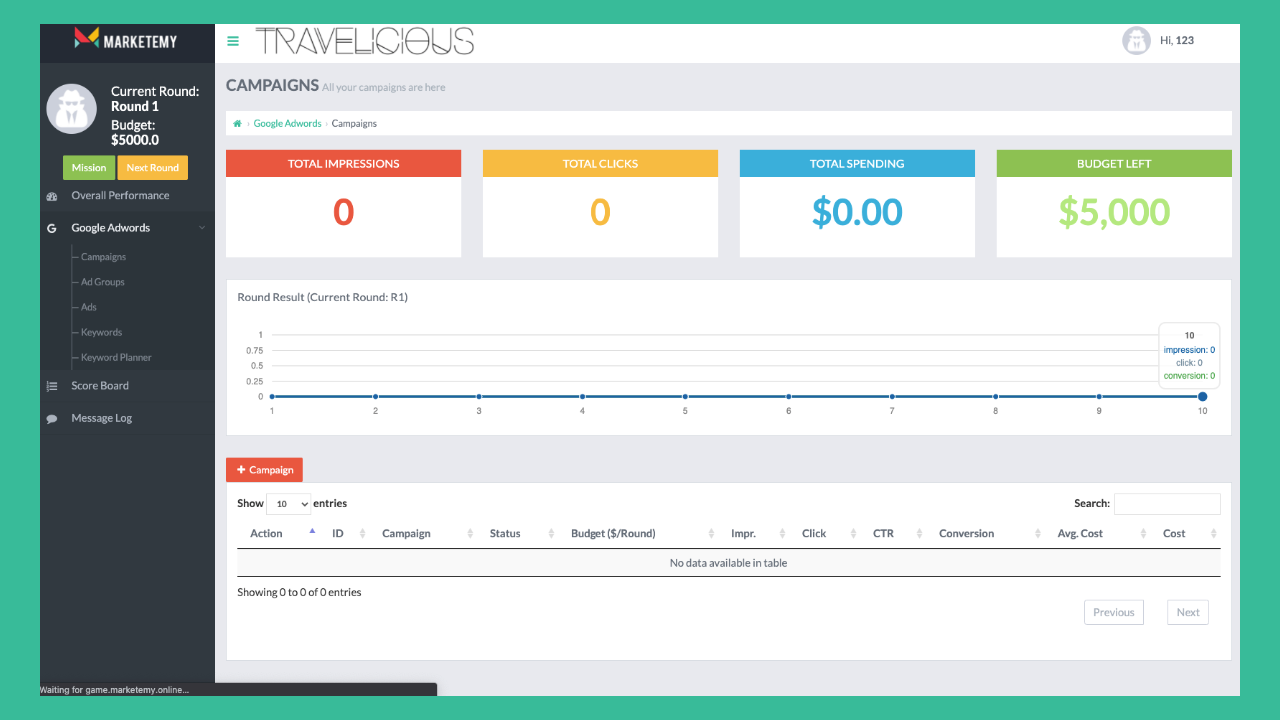 MARKETEMY
TRAVELICIOUS
Hi, 123
Current Round:
Round 1
Budget:
$5000.0
Mission
Next Round
Overall Performance
Google Adwords
Campaigns
Ad Groups
Ads
Keywords
Keyword Planner
Score Board
Message Log
CAMPAIGNS All your campaigns are here
Google Adwords › Campaigns
TOTAL IMPRESSIONS
0
TOTAL CLICKS
0
TOTAL SPENDING
$0.00
BUDGET LEFT
$5,000
Round Result (Current Round: R1)
1
0.75
0.5
0.25
0
1 2 3 4 5 6 7 8 9 10
10
impression: 0
click: 0
conversion: 0
+ Campaign
Show 10 entries
Search:
Action ID Campaign Status Budget ($/Round) Impr. Click CTR Conversion Avg. Cost Cost
No data available in table
Showing 0 to 0 of 0 entries
Previous
Next
Waiting for game.marketemy.online...